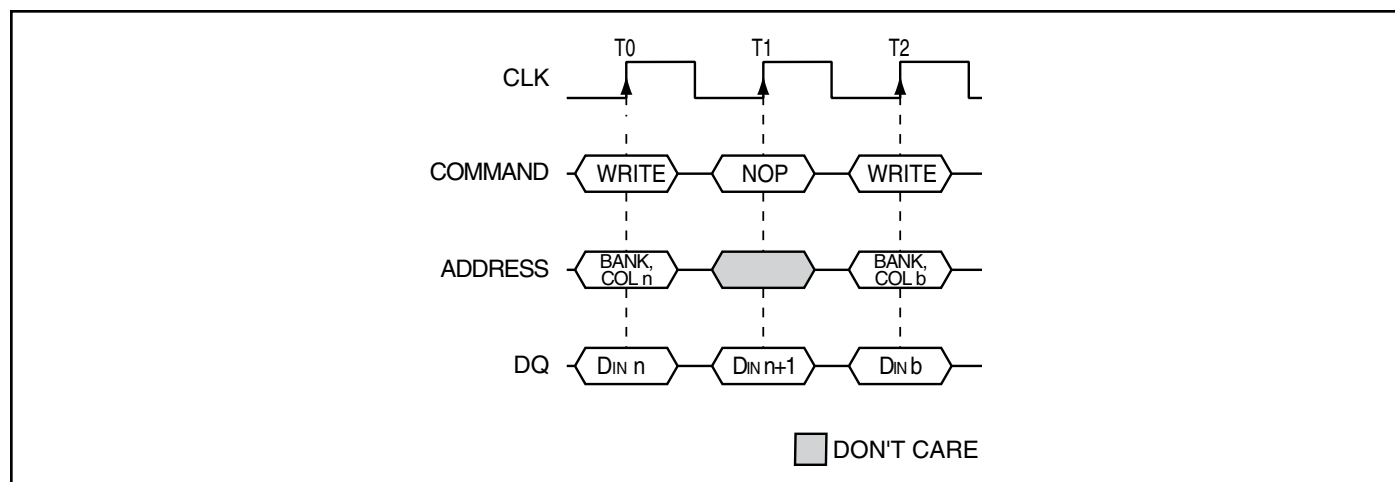 T0 T1 T2
CLK
COMMAND WRITE NOP WRITE
ADDRESS BANK, COL n BANK, COL b
DQ DIN n DIN n+1 DIN b
DON'T CARE